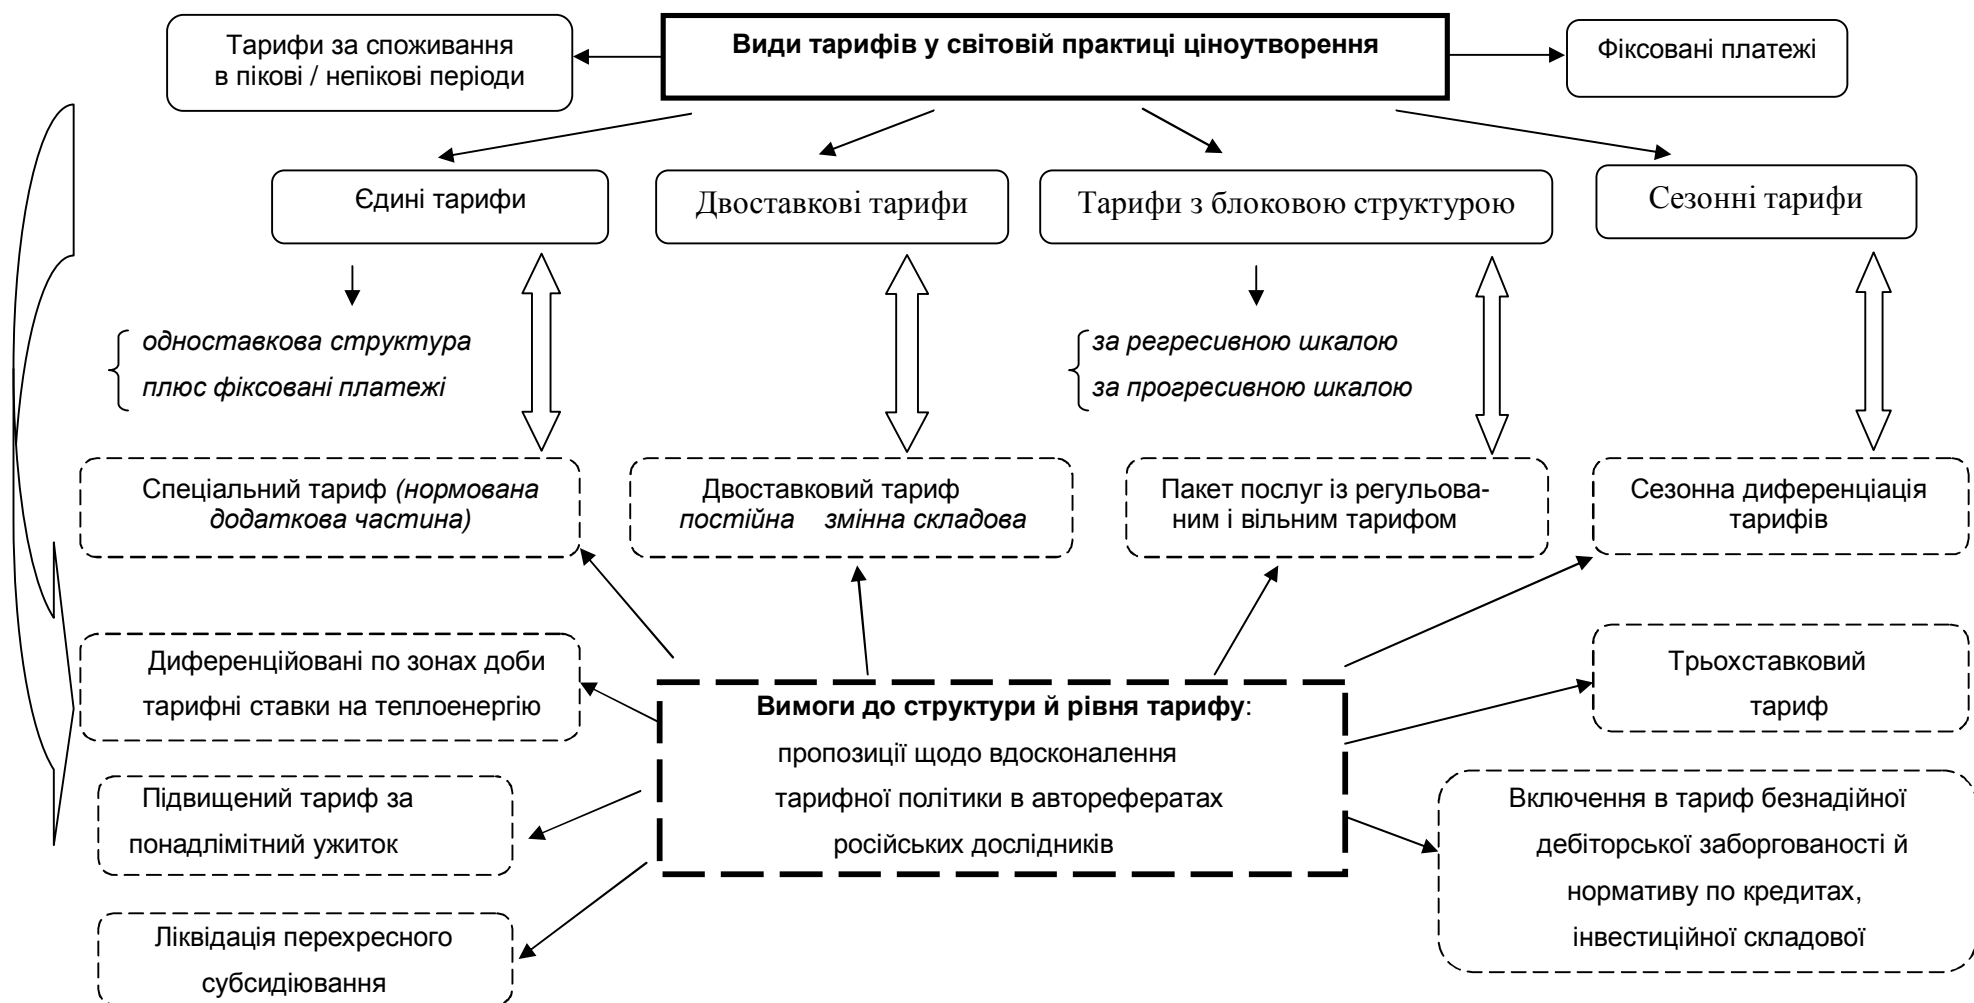 Тарифи за споживання
в пікові / непікові періоди
Види тарифів у світовій практиці ціноутворення
Фіксовані платежі
Єдині тарифи
Двоставкові тарифи
Тарифи з блоковою структурою
Сезонні тарифи
одноставкова структура
плюс фіксовані платежі
за регресивною шкалою
за прогресивною шкалою
Спеціальний тариф (нормована
додаткова частина)
Двоставковий тариф
постійна змінна складова
Пакет послуг із регульова-
ним і вільним тарифом
Сезонна диференціація
тарифів
Диференційовані по зонах доби
тарифні ставки на теплоенергію
Вимоги до структури й рівня тарифу:
пропозиції щодо вдосконалення
тарифної політики в авторефератах
російських дослідників
Трьохставковий
тариф
Підвищений тариф за
понадлімітний ужиток
Включення в тариф безнадійної
дебіторської заборгованості й
нормативу по кредитах,
інвестиційної складової
Ліквідація перехресного
субсидіювання